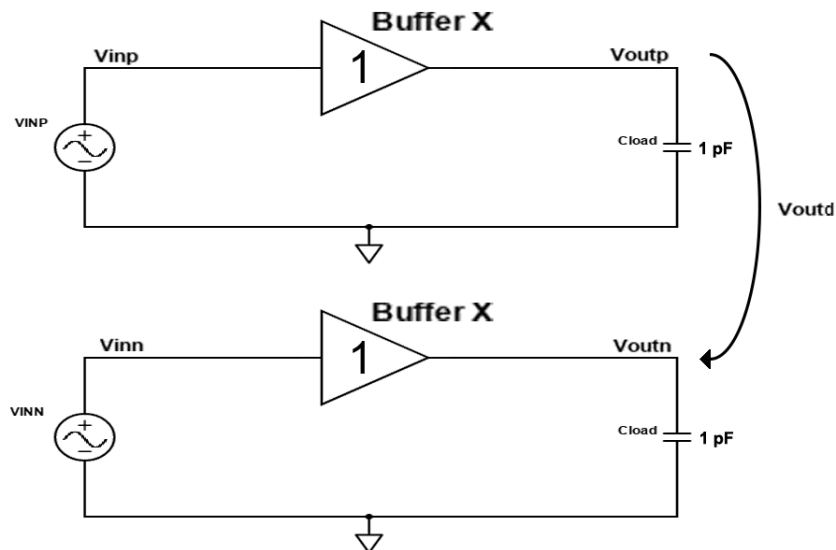 Buffer X
Vinp
1
Voutp
VINP
Cload 1 pF
Voutd
Buffer X
Vinn
1
Voutn
VINN
Cload 1 pF